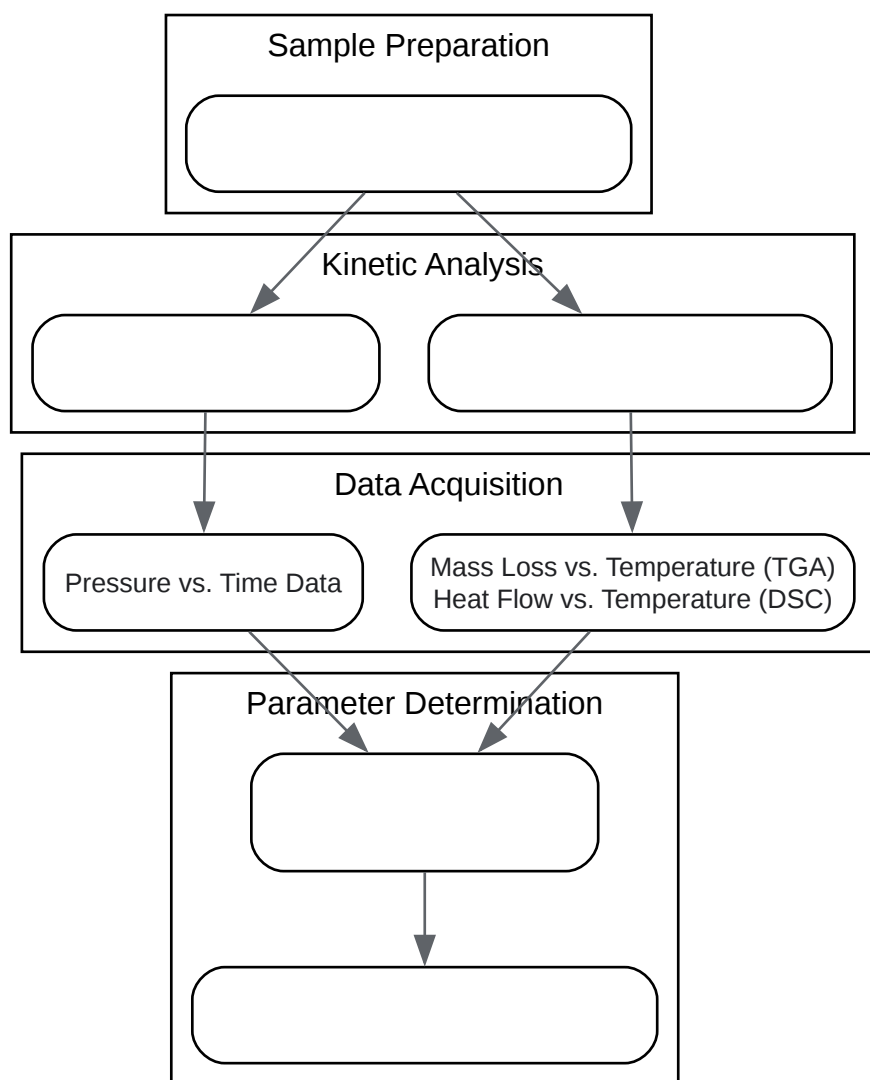 Sample Preparation
Kinetic Analysis
Data Acquisition
Pressure vs. Time Data
Mass Loss vs. Temperature (TGA)
Heat Flow vs. Temperature (DSC)
Parameter Determination